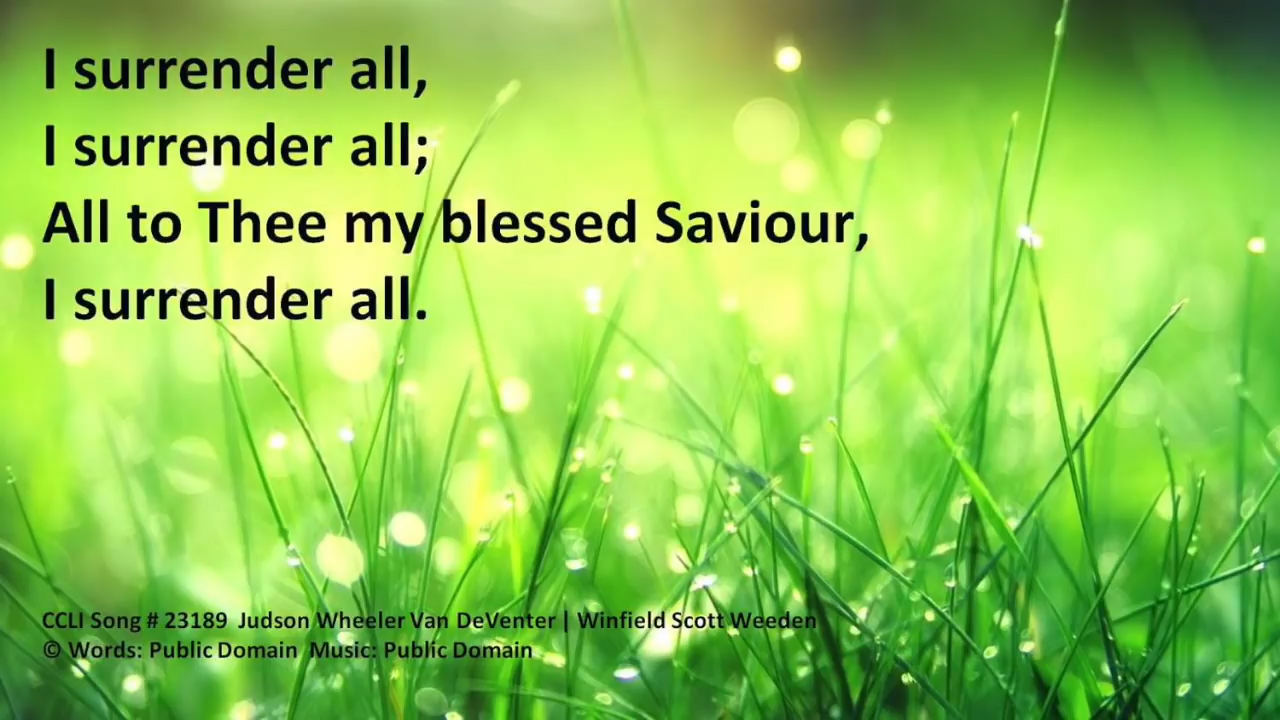 I surrender all,
I surrender all;
All to Thee my blessed Saviour,
I surrender all.
CCLI Song # 23189  Judson Wheeler Van DeVenter | Winfield Scott Weeden
© Words: Public Domain  Music: Public Domain